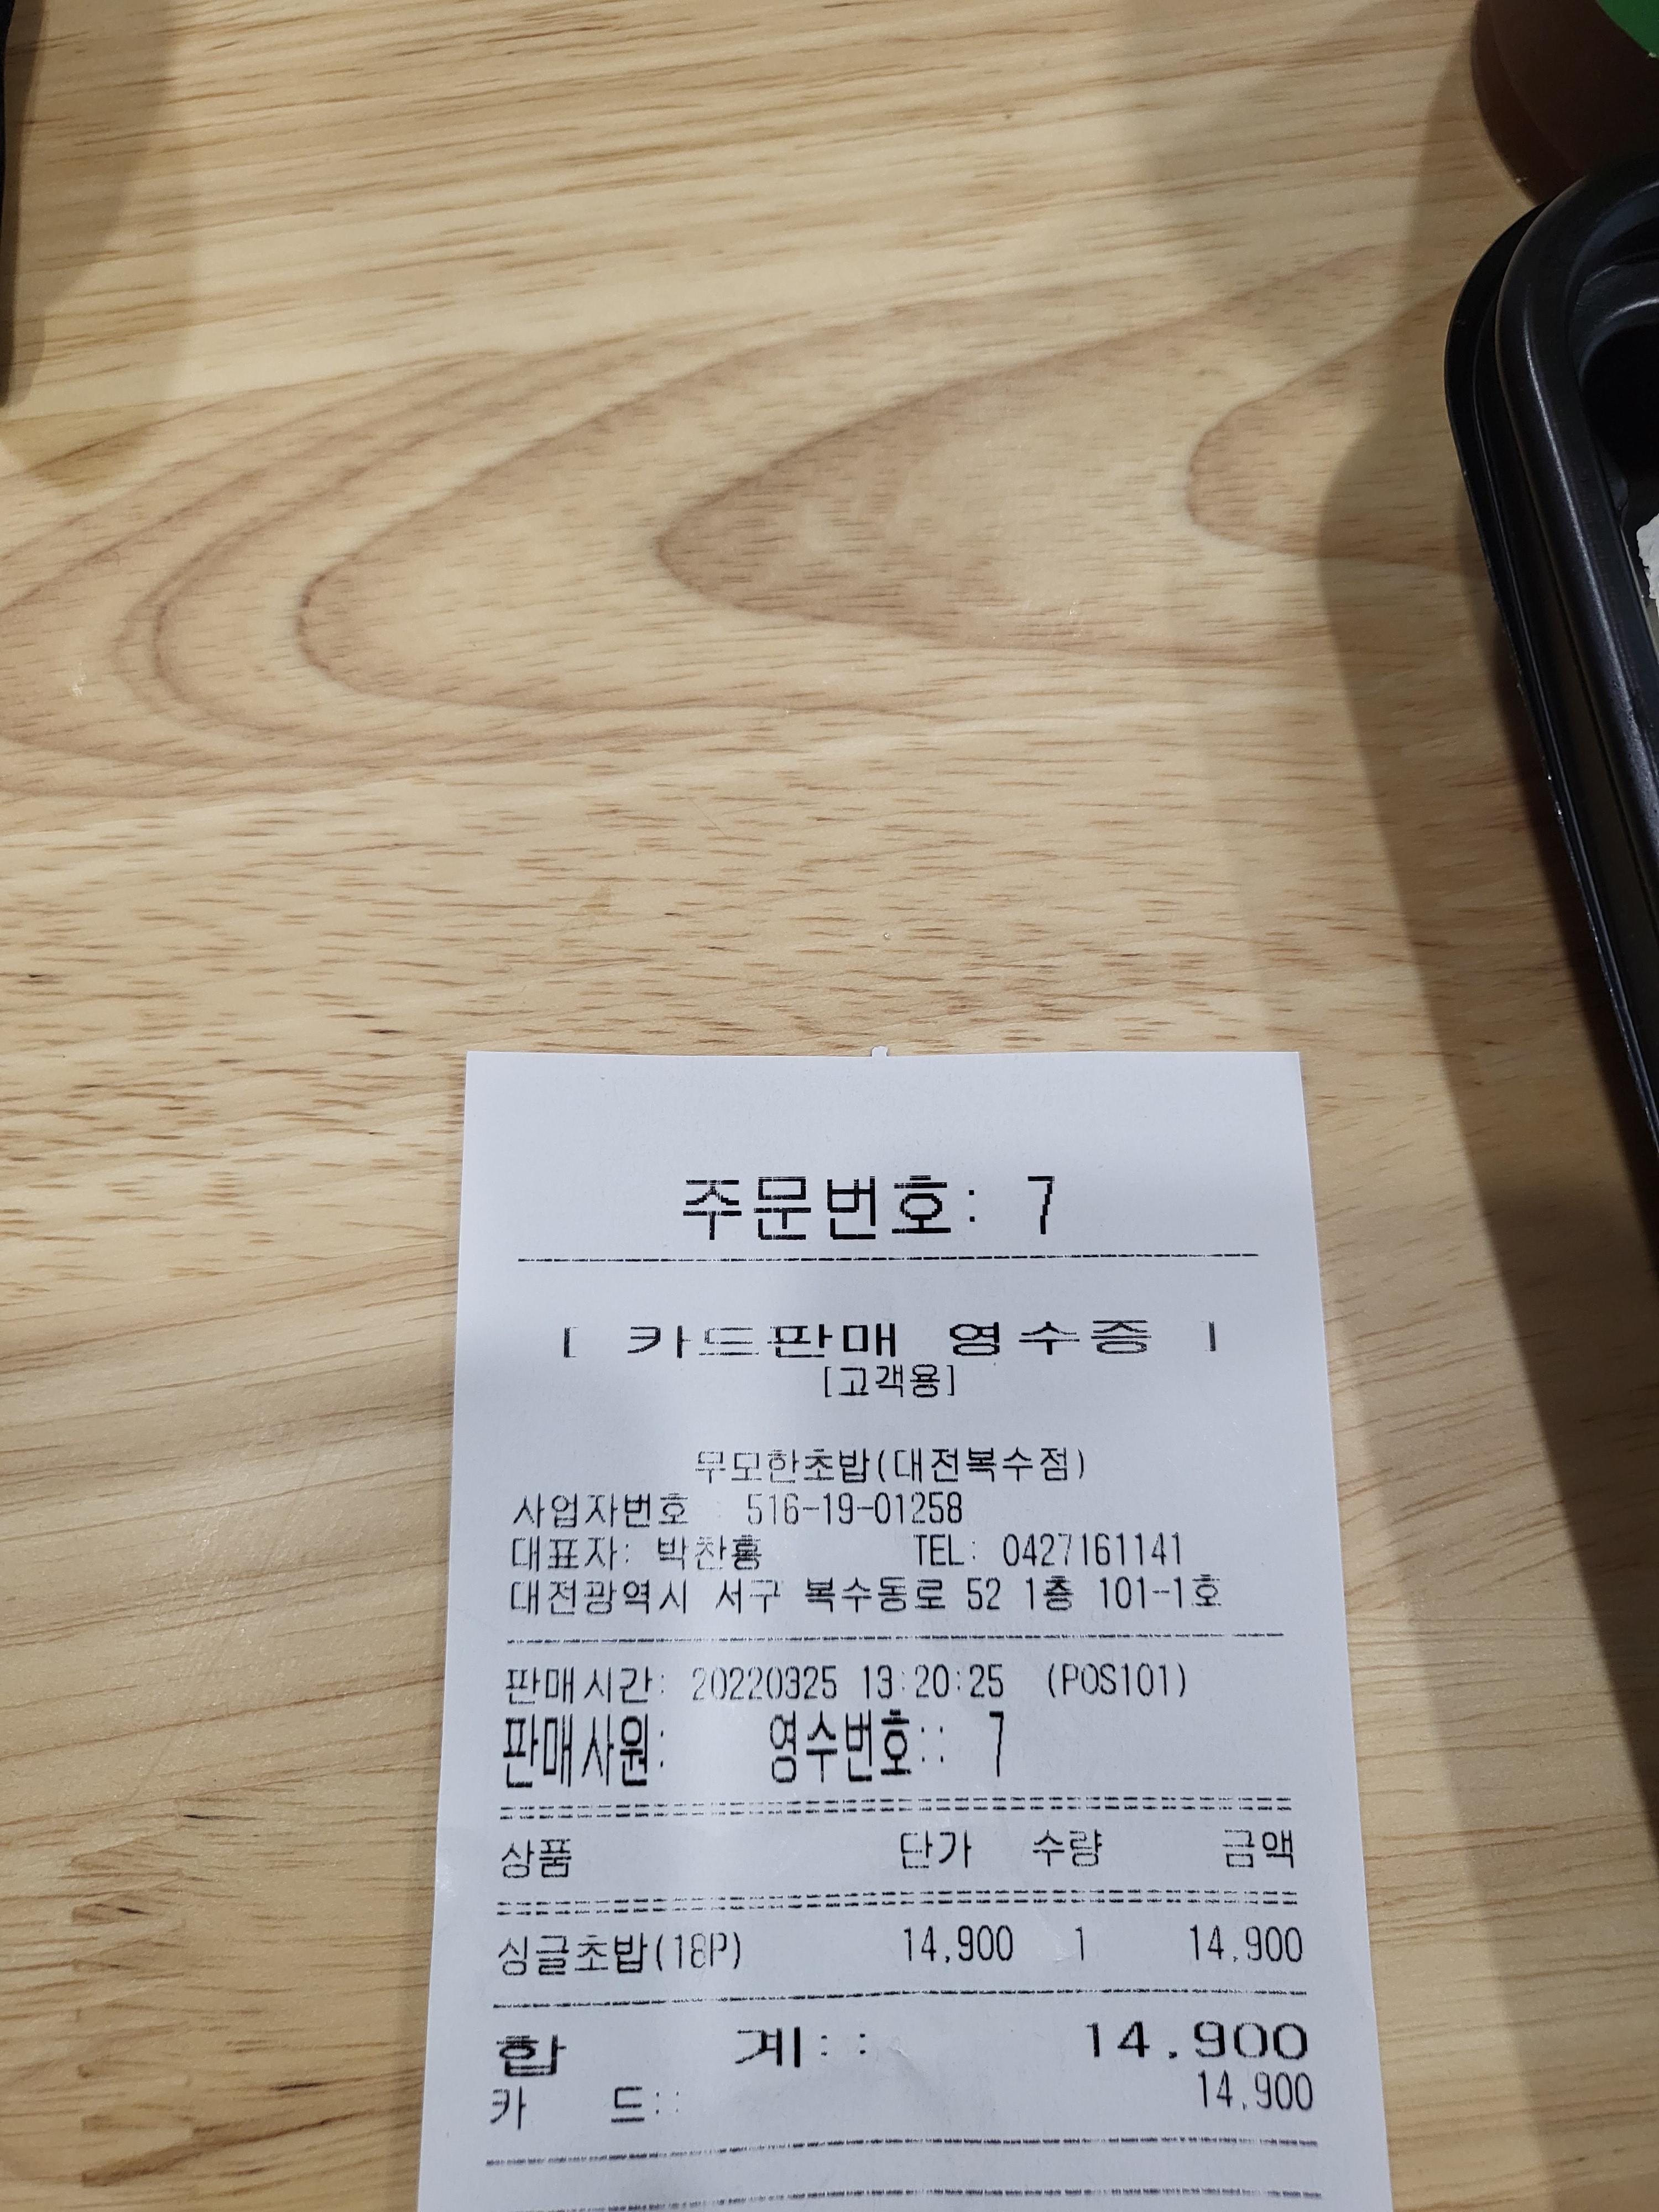 주문번호: 7
[ 카드판매 영수증 ]
[고객용]
무모한초밥(대전복수점)
사업자번호 : 516-19-01258
대표자: 박찬홍 TEL: 0427161141
대전광역시 서구 복수동로 52 1층 101-1호
판매시간: 20220325 13:20:25 (POS101)
판매사원: 영수번호:: 7
상품 단가 수량 금액
싱글초밥(18P) 14,900 1 14,900
합 계:: 14,900
카 드:: 14,900